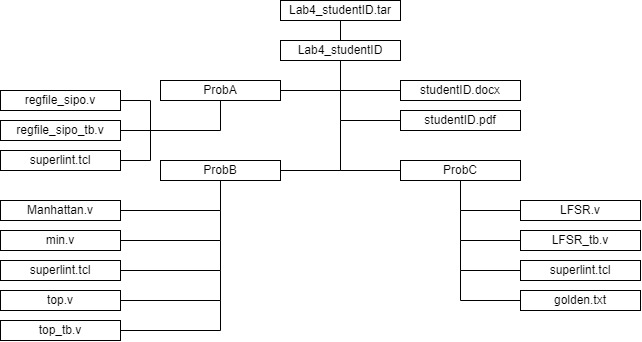 Lab4_studentID.tar
Lab4_studentID
ProbA
studentID.docx
regfile_sipo.v
studentID.pdf
regfile_sipo_tb.v
superlint.tcl
ProbB
ProbC
Manhattan.v
LFSR.v
min.v
LFSR_tb.v
superlint.tcl
superlint.tcl
top.v
golden.txt
top_tb.v